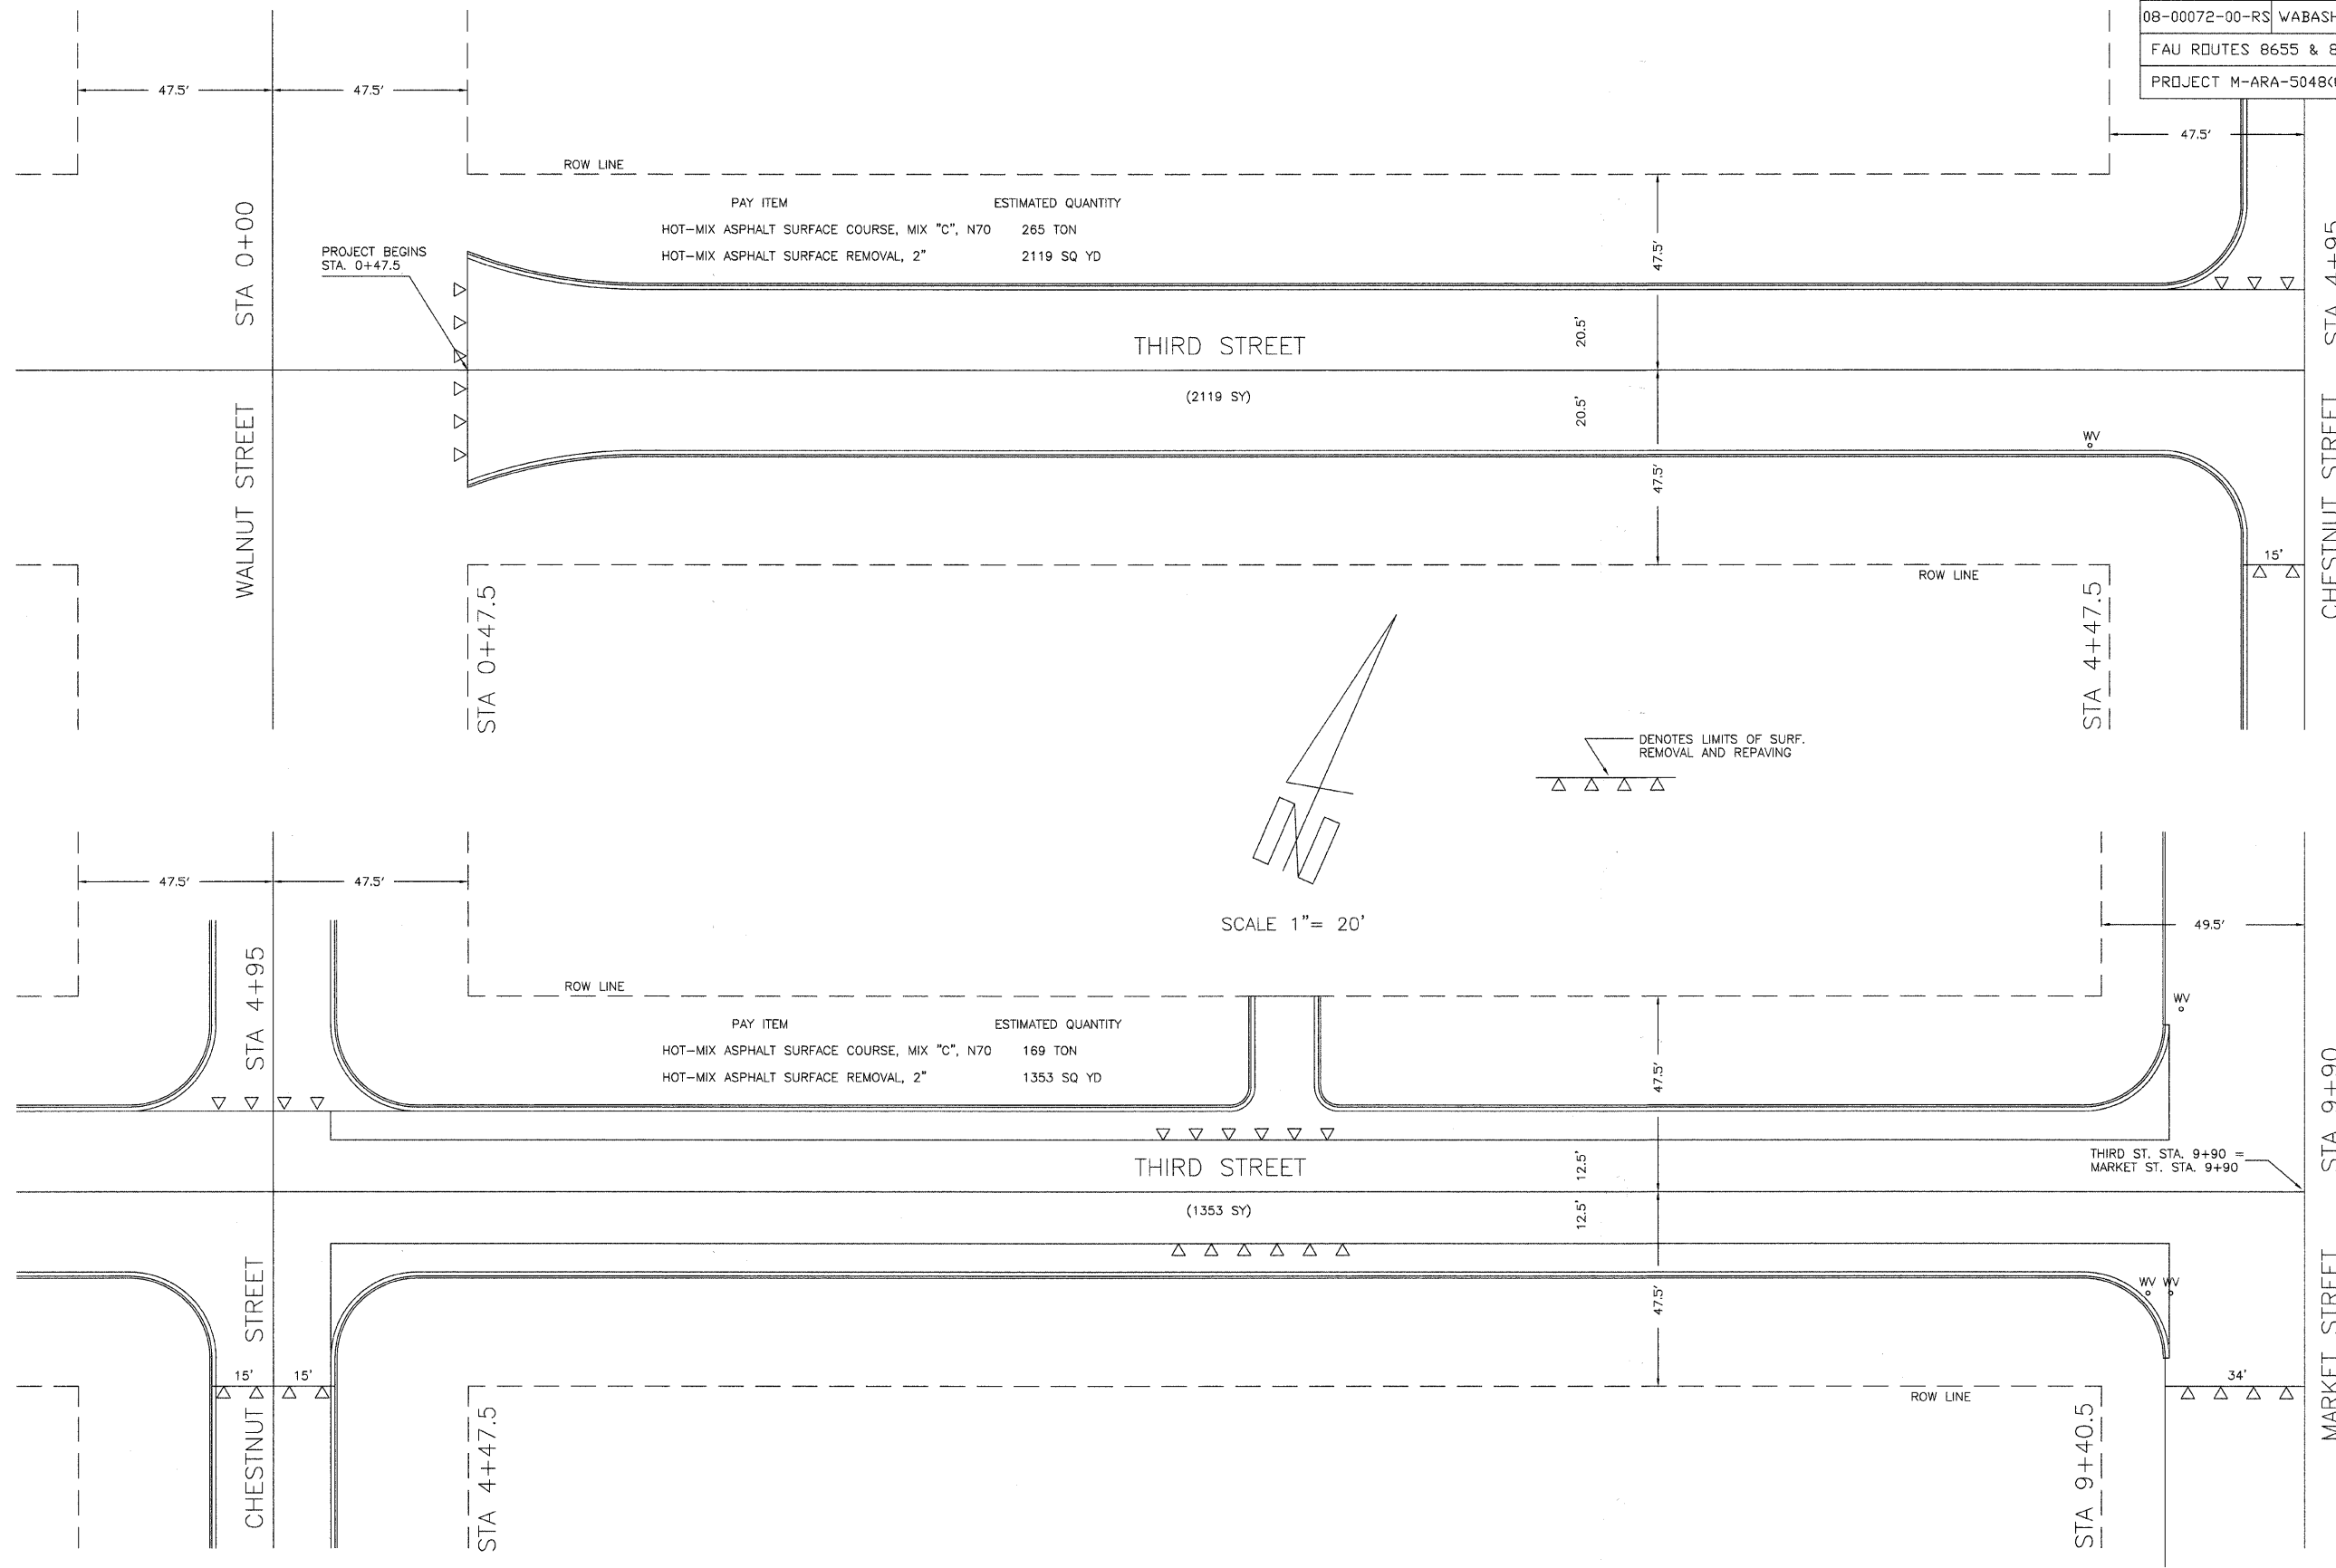 08-00072-00-RS WABASH
FAU ROUTES 8655 & 8
PROJECT M-ARA-5048(
47.5'
47.5'
47.5'
ROW LINE
PAY ITEM ESTIMATED QUANTITY
HOT-MIX ASPHALT SURFACE COURSE, MIX "C", N70 265 TON
HOT-MIX ASPHALT SURFACE REMOVAL, 2" 2119 SQ YD
PROJECT BEGINS
STA. 0+47.5
STA 0+00
WALNUT STREET
47.5'
20.5'
THIRD STREET
(2119 SY)
20.5'
47.5'
WV
STA 4+95
CHESTNUT STREET
15'
ROW LINE
STA 0+47.5
STA 4+47.5
DENOTES LIMITS OF SURF.
REMOVAL AND REPAVING
N
SCALE 1"= 20'
47.5'
47.5'
49.5'
STA 4+95
ROW LINE
PAY ITEM ESTIMATED QUANTITY
HOT-MIX ASPHALT SURFACE COURSE, MIX "C", N70 169 TON
HOT-MIX ASPHALT SURFACE REMOVAL, 2" 1353 SQ YD
47.5'
WV
STA 9+90
THIRD STREET
12.5'
THIRD ST. STA. 9+90 =
MARKET ST. STA. 9+90
(1353 SY)
12.5'
47.5'
WV WV
CHESTNUT STREET
15' 15'
34'
MARKET STREET
ROW LINE
STA 4+47.5
STA 9+40.5